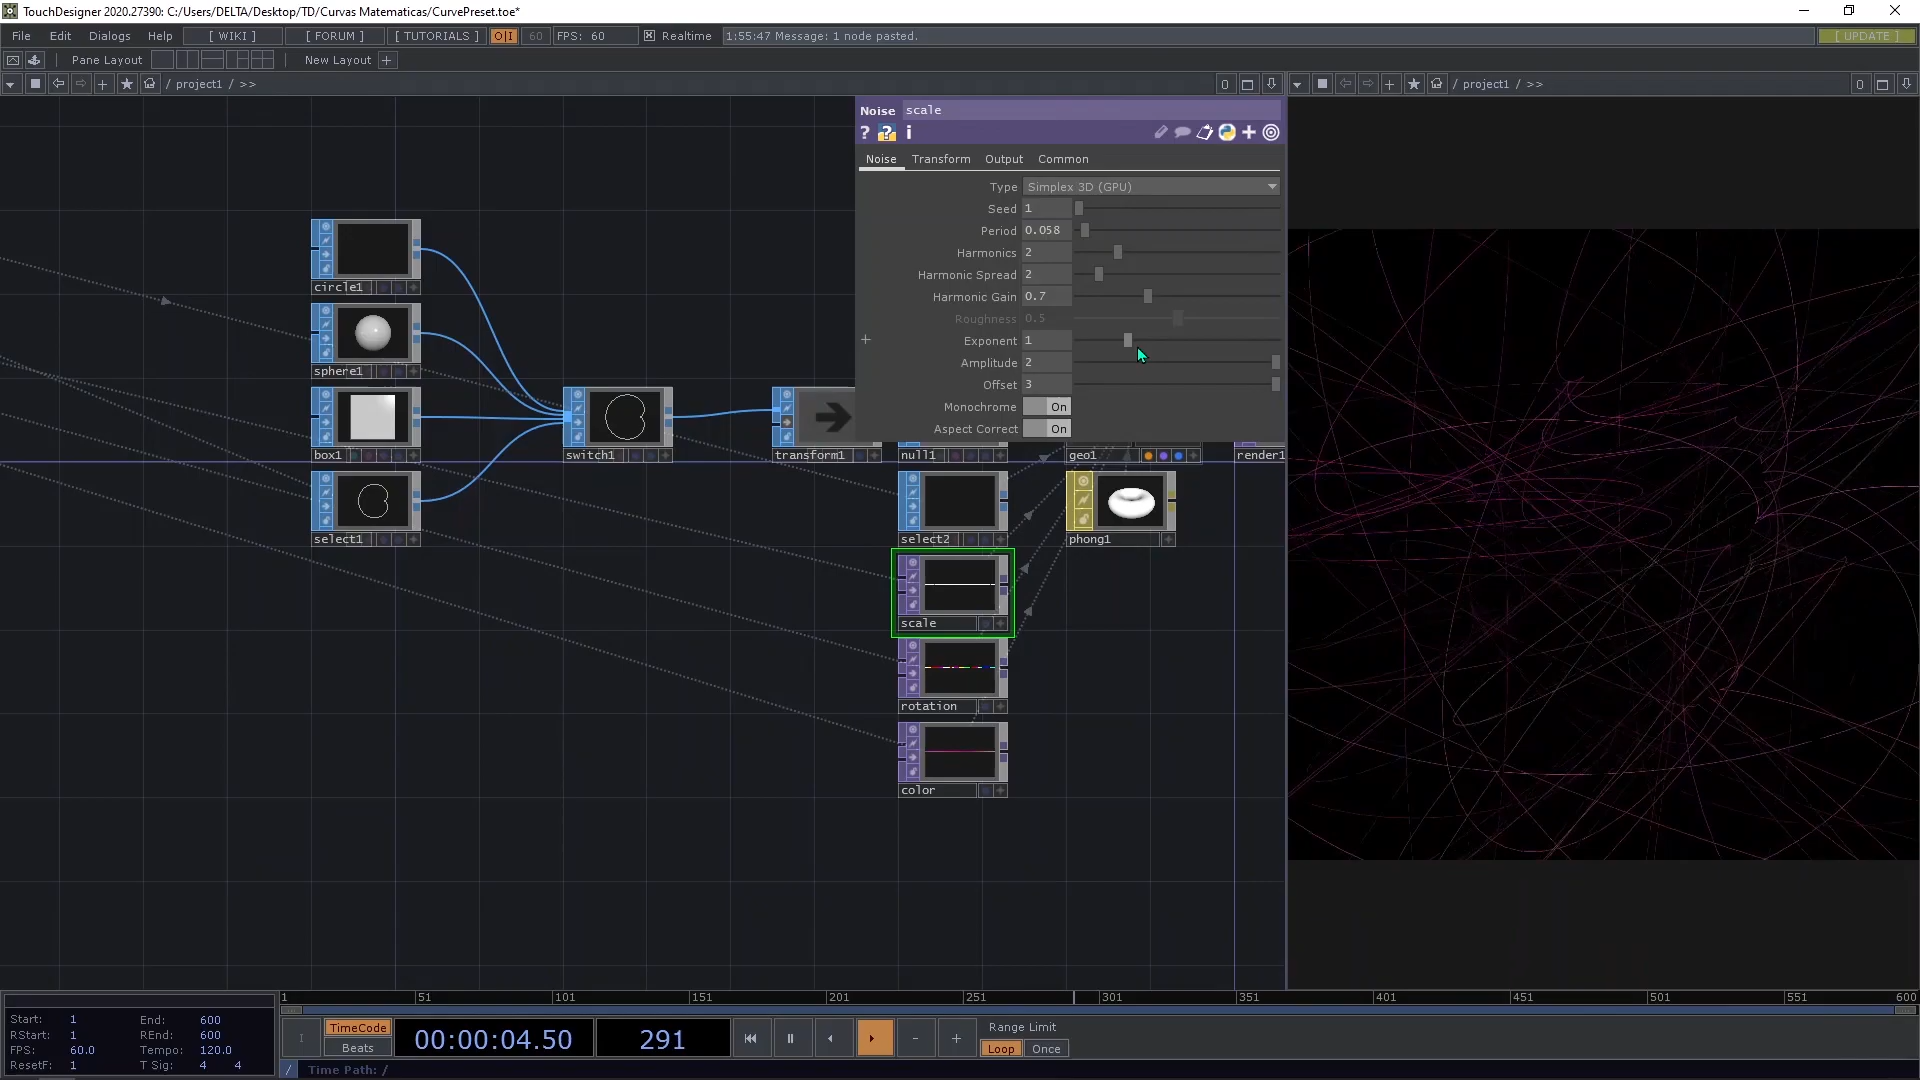 TouchDesigner 2020.27390: C:/Users/DELTA/Desktop/TD/Curvas Matematicas/CurvePreset.toe*
File Edit Dialogs Help [ WIKI ] [ FORUM ] [ TUTORIALS ] O|I 60 FPS: 60 Realtime 1:55:47 Message: 1 node pasted. [ UPDATE ]
Pane Layout New Layout +
/ project1 / >> 0 / project1 / >> 0
Noise scale
? ? i
Noise Transform Output Common
Type Simplex 3D (GPU)
Seed 1
Period 0.058
Harmonics 2
Harmonic Spread 2
Harmonic Gain 0.7
Roughness 0.5
Exponent 1
Amplitude 2
Offset 3
Monochrome On
Aspect Correct On
circle1
sphere1
box1 switch1 transform1 null1 geo1 render1
select1 select2 phong1
scale
rotation
color
1 51 101 151 201 251 301 351 401 451 501 551 600
Start: 1 End: 600
RStart: 1 REnd: 600
FPS: 60.0 Tempo: 120.0
ResetF: 1 T Sig: 4 4
TimeCode
Beats
00:00:04.50 291
Range Limit
Loop Once
/ Time Path: /